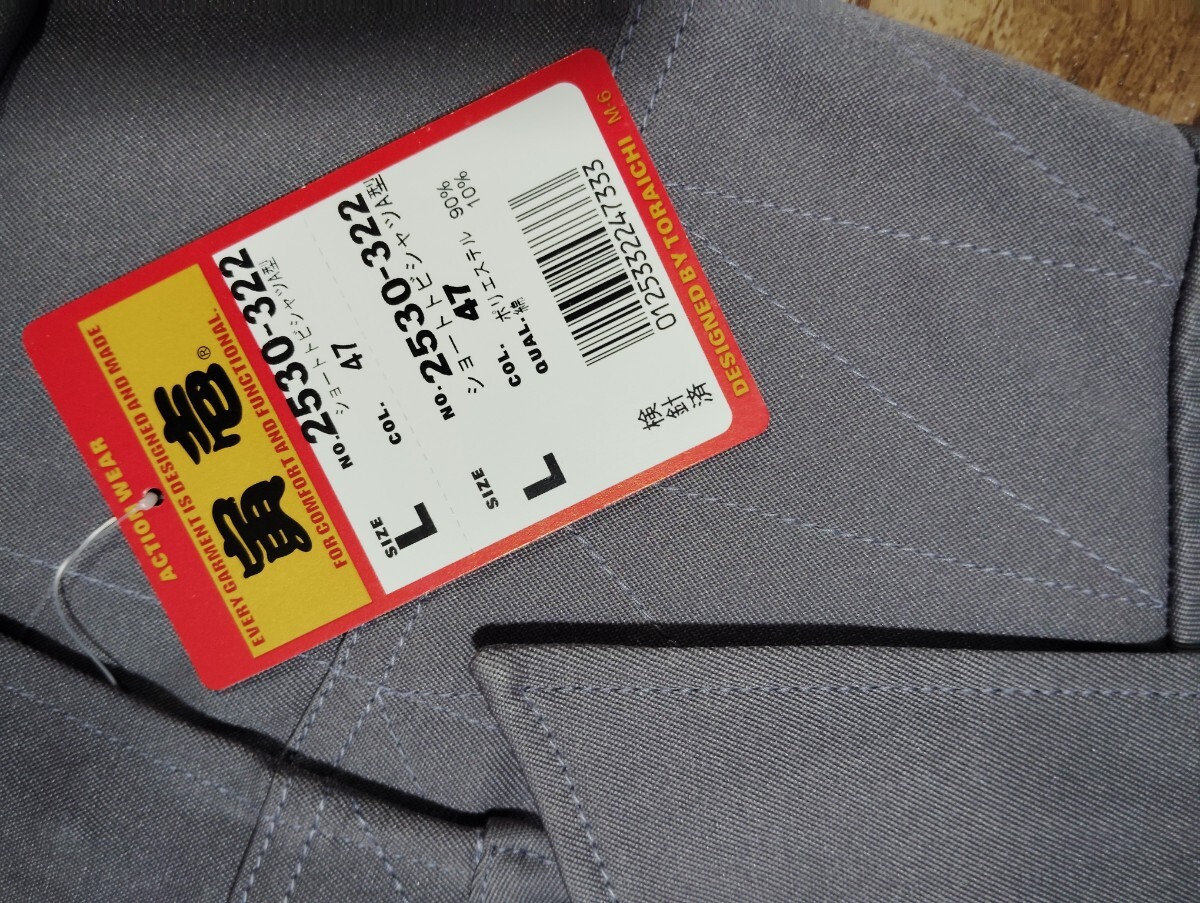 ACTION WEAR
EVERY GARMENT IS DESIGNED AND MADE
寅壱®
FOR COMFORT AND FUNCTIONAL.
No.2530-322
ショートトビシャツA型
SIZE COL. 47
L
No.2530-322
ショートトビシャツA型
COL. 47
QUAL. ポリエステル 90%
綿 10%
SIZE
L
0125332247333
検針済
DESIGNED BY TORAICHI M-6